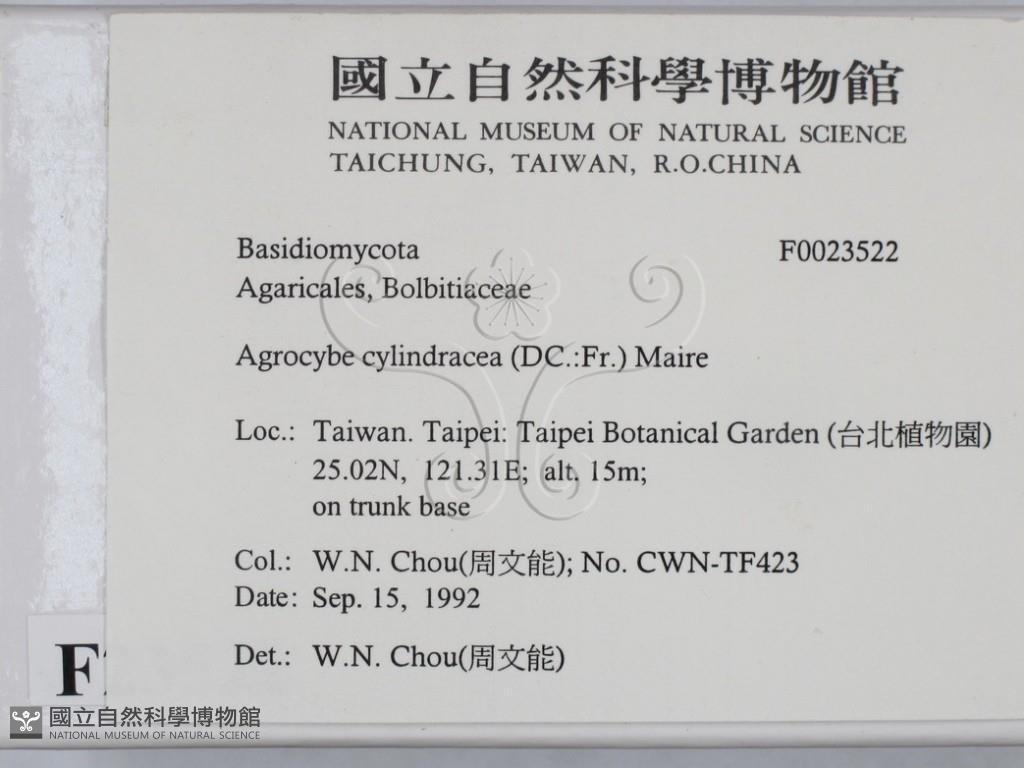 國立自然科學博物館
NATIONAL MUSEUM OF NATURAL SCIENCE
TAICHUNG, TAIWAN, R.O.CHINA
Basidiomycota F0023522
Agaricales, Bolbitiaceae
Agrocybe cylindracea (DC.:Fr.) Maire
Loc.: Taiwan. Taipei: Taipei Botanical Garden (台北植物園)
25.02N, 121.31E; alt. 15m;
on trunk base
Col.: W.N. Chou(周文能); No. CWN-TF423
Date: Sep. 15, 1992
Det.: W.N. Chou(周文能)
F
國立自然科學博物館
NATIONAL MUSEUM OF NATURAL SCIENCE